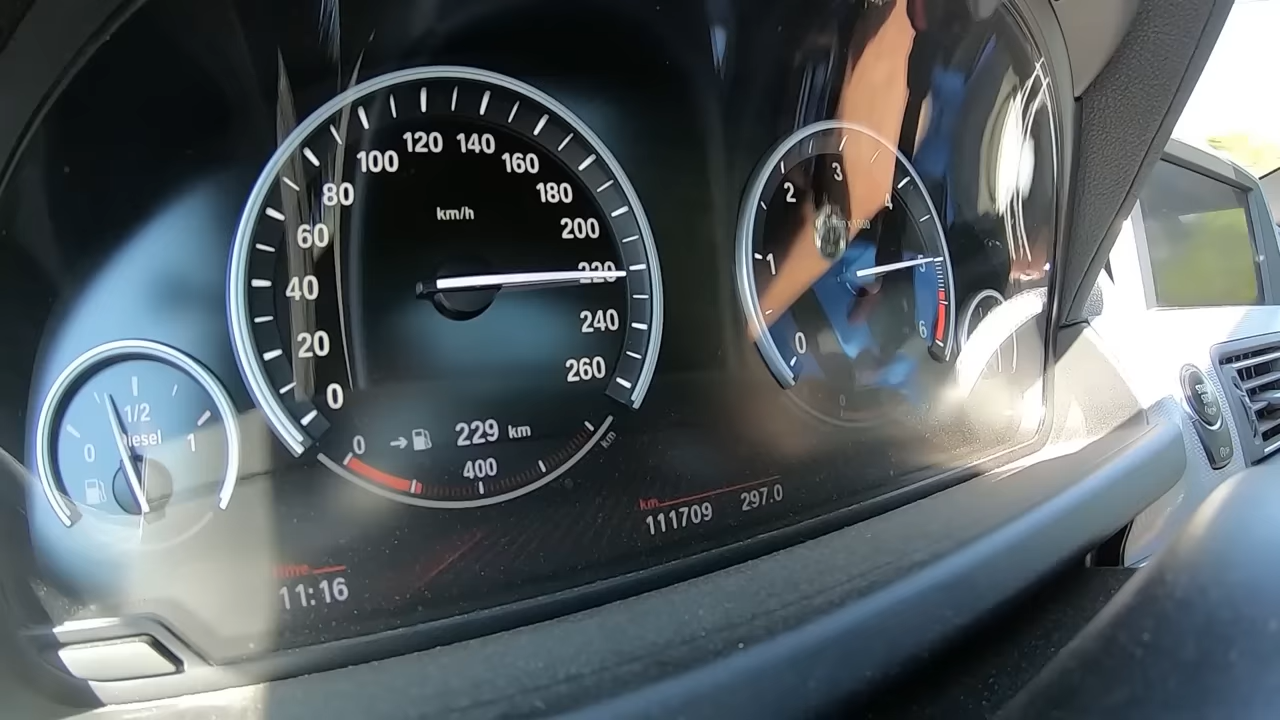 120 140
100 160
80 180
60 200
40 220
20 240
0 260
km/h
3
2 4
1 5
0 6
1/2
Diesel
0 1
0 229 km
400
km
km
111709 297.0
time
11:16
START